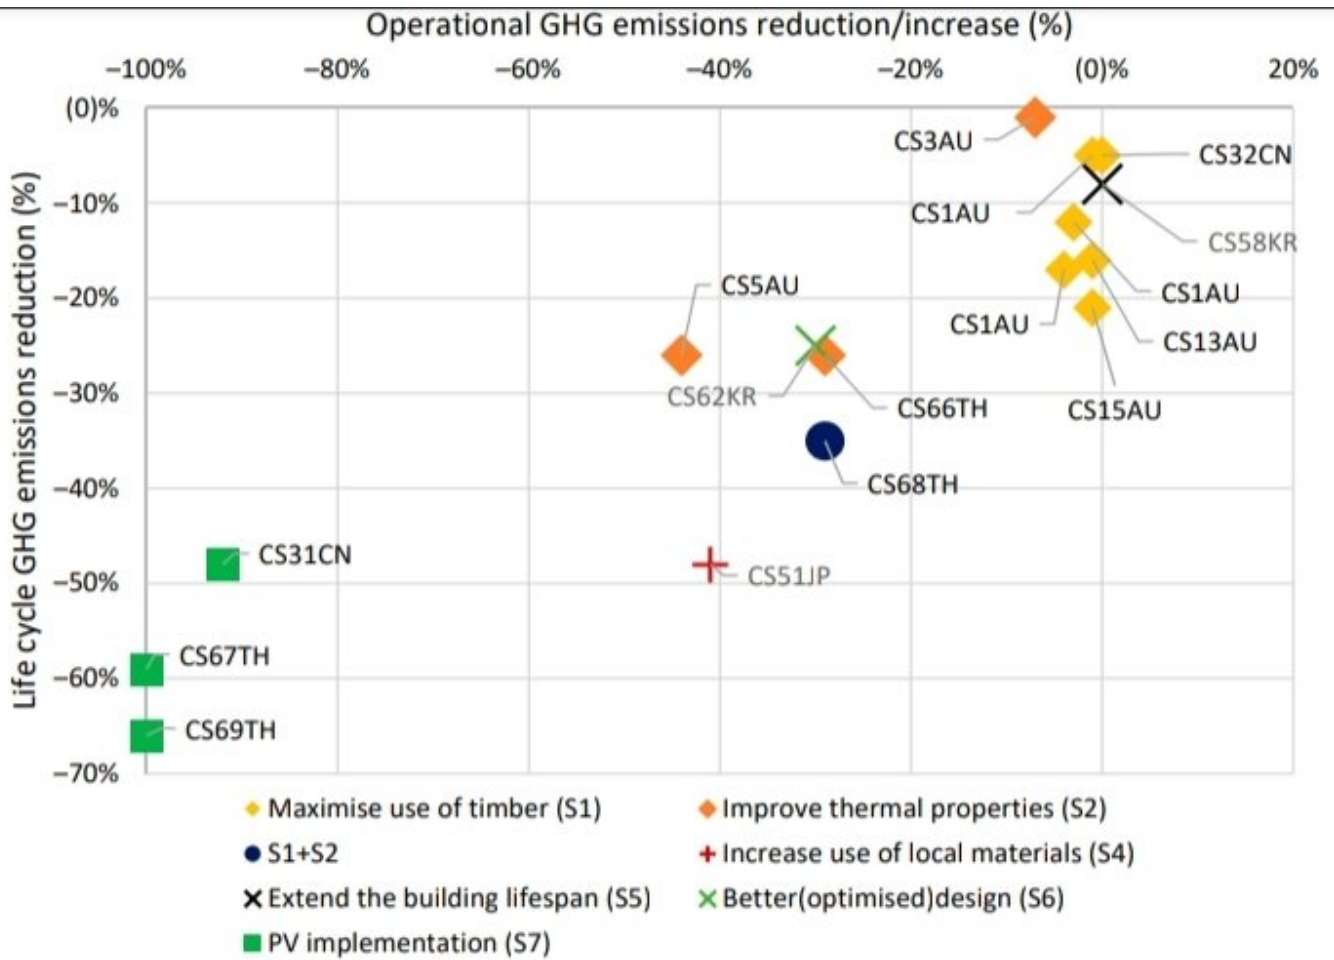 Operational GHG emissions reduction/increase (%)
−100% −80% −60% −40% −20% (0)% 20%
Life cycle GHG emissions reduction (%)
(0)%
−10%
−20%
−30%
−40%
−50%
−60%
−70%
CS3AU
CS32CN
CS1AU
CS58KR
CS5AU
CS1AU
CS1AU
CS13AU
CS62KR
CS66TH
CS15AU
CS68TH
CS31CN
CS51JP
CS67TH
CS69TH
Maximise use of timber (S1)
Improve thermal properties (S2)
S1+S2
Increase use of local materials (S4)
Extend the building lifespan (S5)
Better(optimised)design (S6)
PV implementation (S7)